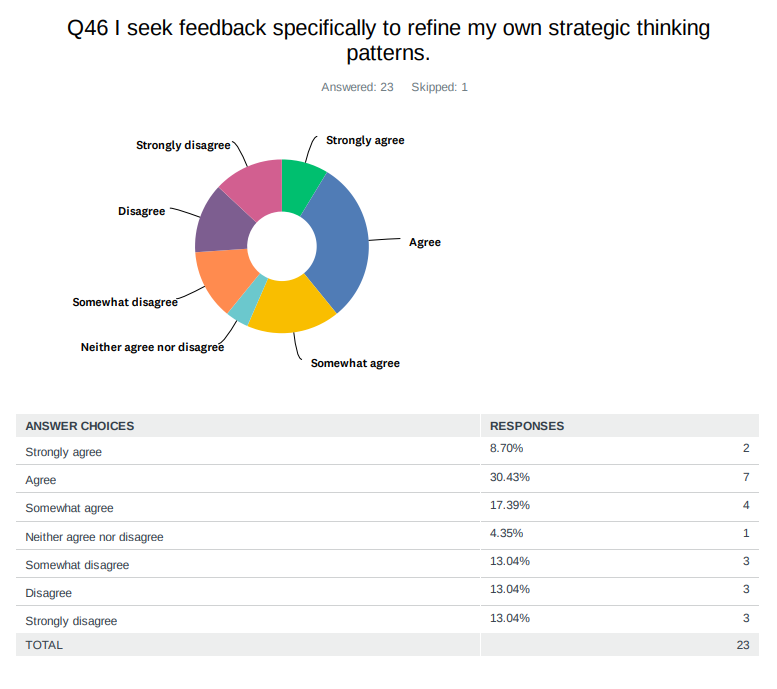 Q46 I seek feedback specifically to refine my own strategic thinking
patterns.
Answered: 23 Skipped: 1
Strongly agree
Strongly disagree
Disagree
Agree
Somewhat disagree
Neither agree nor disagree
Somewhat agree
ANSWER CHOICES RESPONSES
Strongly agree 8.70% 2
Agree 30.43% 7
Somewhat agree 17.39% 4
Neither agree nor disagree 4.35% 1
Somewhat disagree 13.04% 3
Disagree 13.04% 3
Strongly disagree 13.04% 3
TOTAL 23